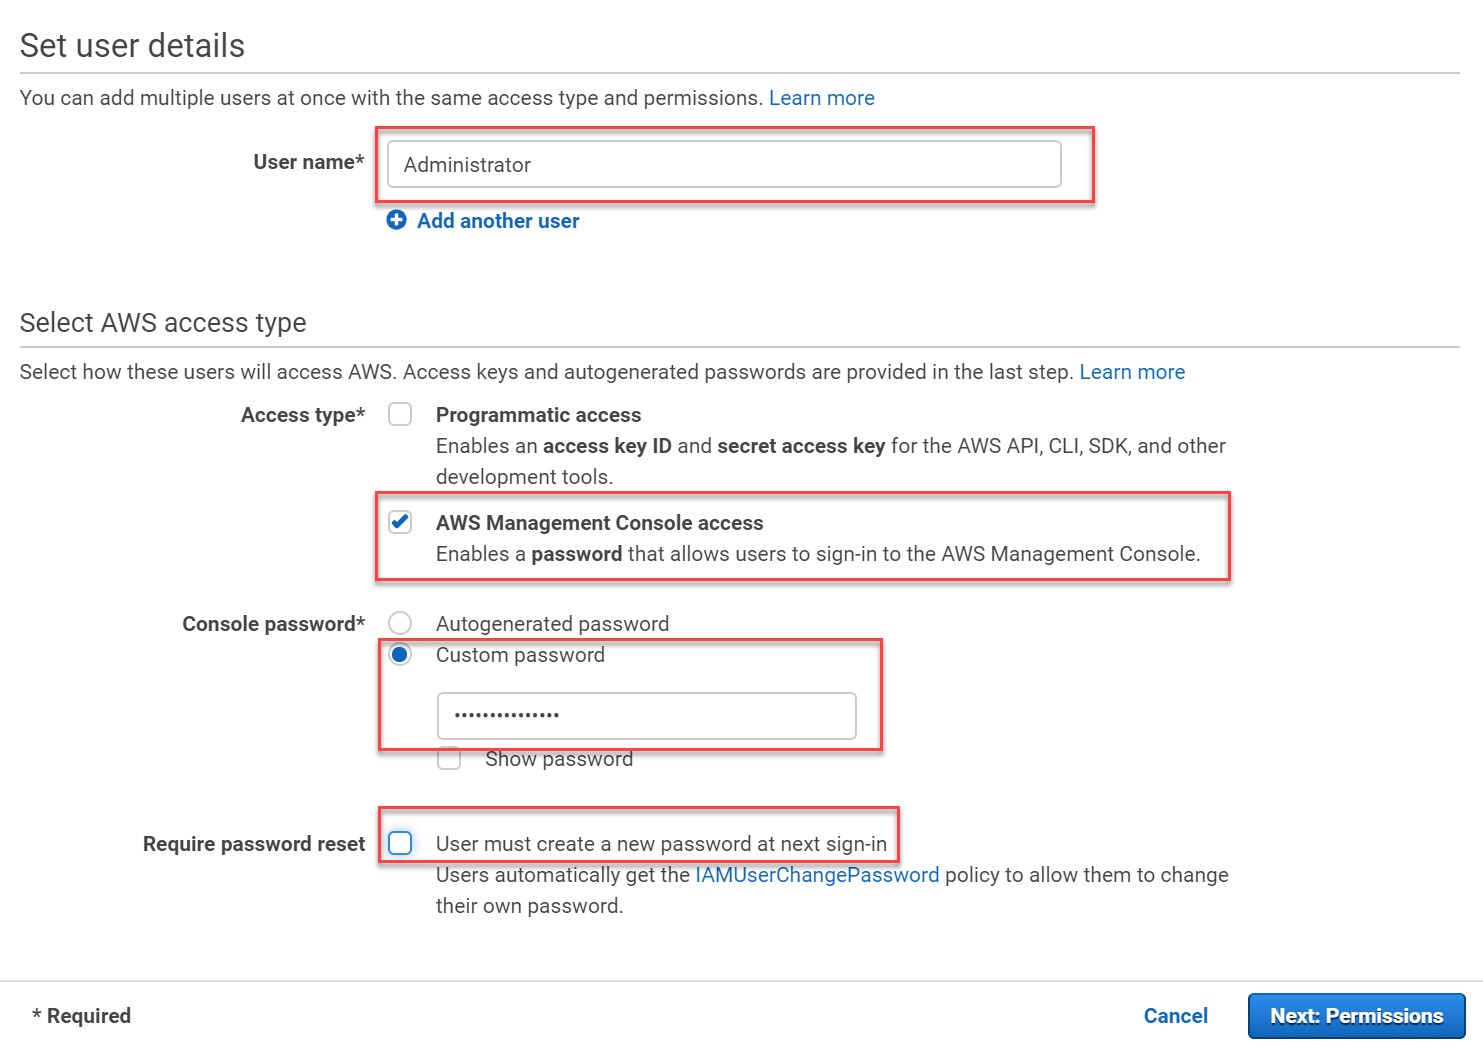 Set user details
You can add multiple users at once with the same access type and permissions. Learn more
User name* Administrator
Add another user
Select AWS access type
Select how these users will access AWS. Access keys and autogenerated passwords are provided in the last step. Learn more
Access type* Programmatic access
Enables an access key ID and secret access key for the AWS API, CLI, SDK, and other
development tools.
AWS Management Console access
Enables a password that allows users to sign-in to the AWS Management Console.
Console password* Autogenerated password
Custom password
•••••••••••••••
Show password
Require password reset User must create a new password at next sign-in
Users automatically get the IAMUserChangePassword policy to allow them to change
their own password.
* Required Cancel Next: Permissions